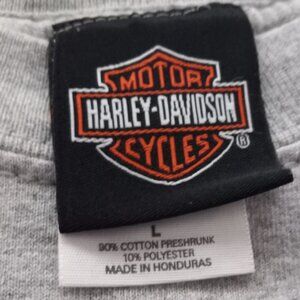 MOTOR
HARLEY-DAVIDSON
CYCLES
®
L
90% COTTON PRESHRUNK
10% POLYESTER
MADE IN HONDURAS